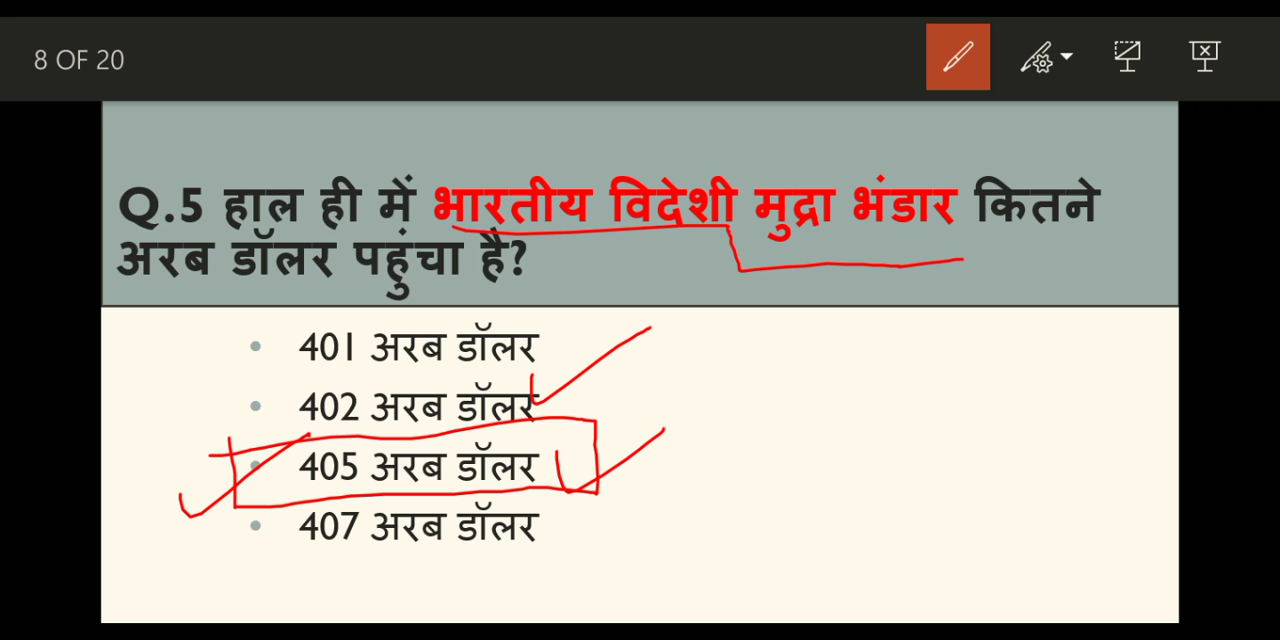 8 OF 20
Q.5 हाल ही में भारतीय विदेशी मुद्रा भंडार कितने
अरब डॉलर पहुंचा है?
• 401 अरब डॉलर
• 402 अरब डॉलर
• 405 अरब डॉलर
• 407 अरब डॉलर